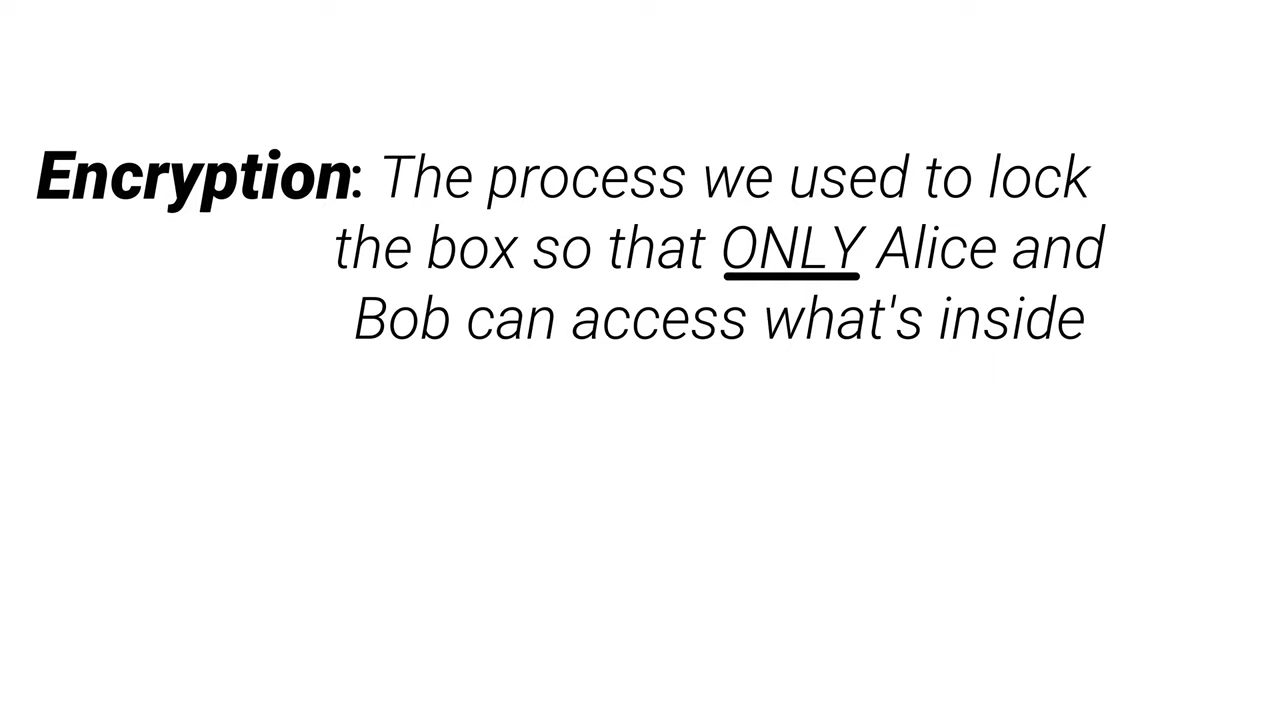 Encryption: The process we used to lock
the box so that ONLY Alice and
Bob can access what's inside